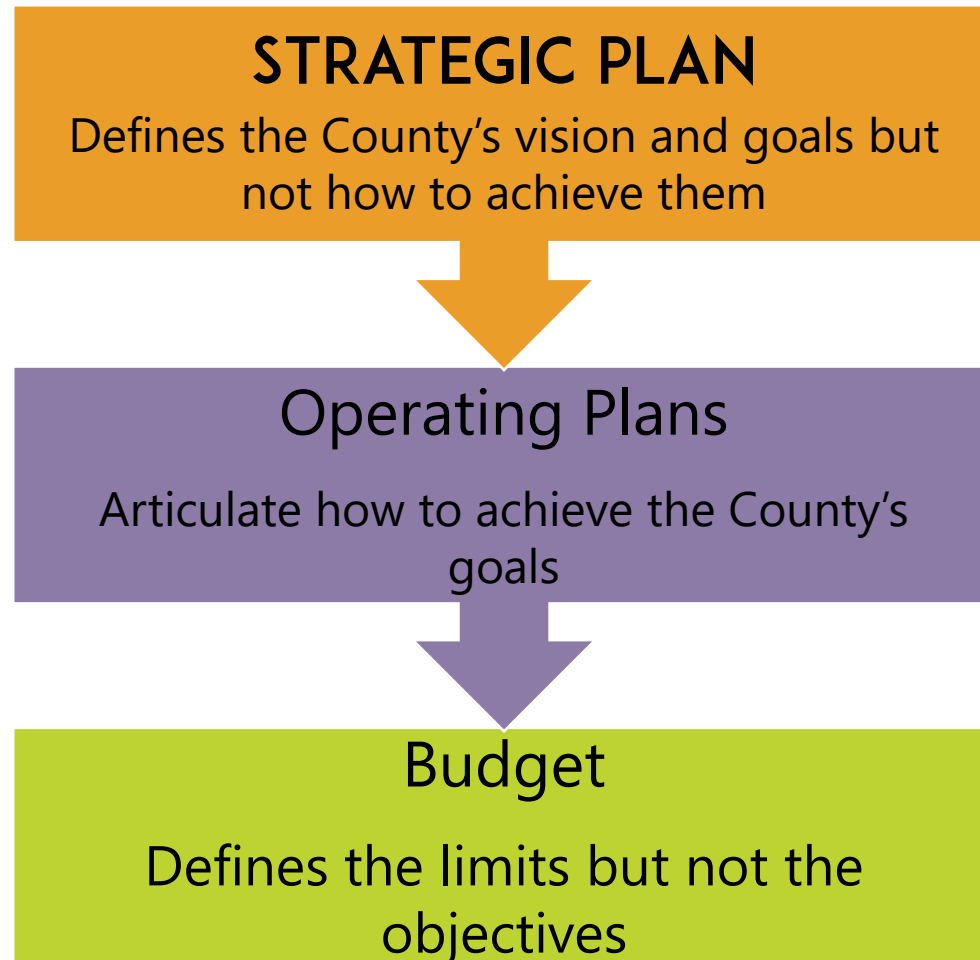 STRATEGIC PLAN
Defines the County’s vision and goals but
not how to achieve them
Operating Plans
Articulate how to achieve the County’s
goals
Budget
Defines the limits but not the
objectives